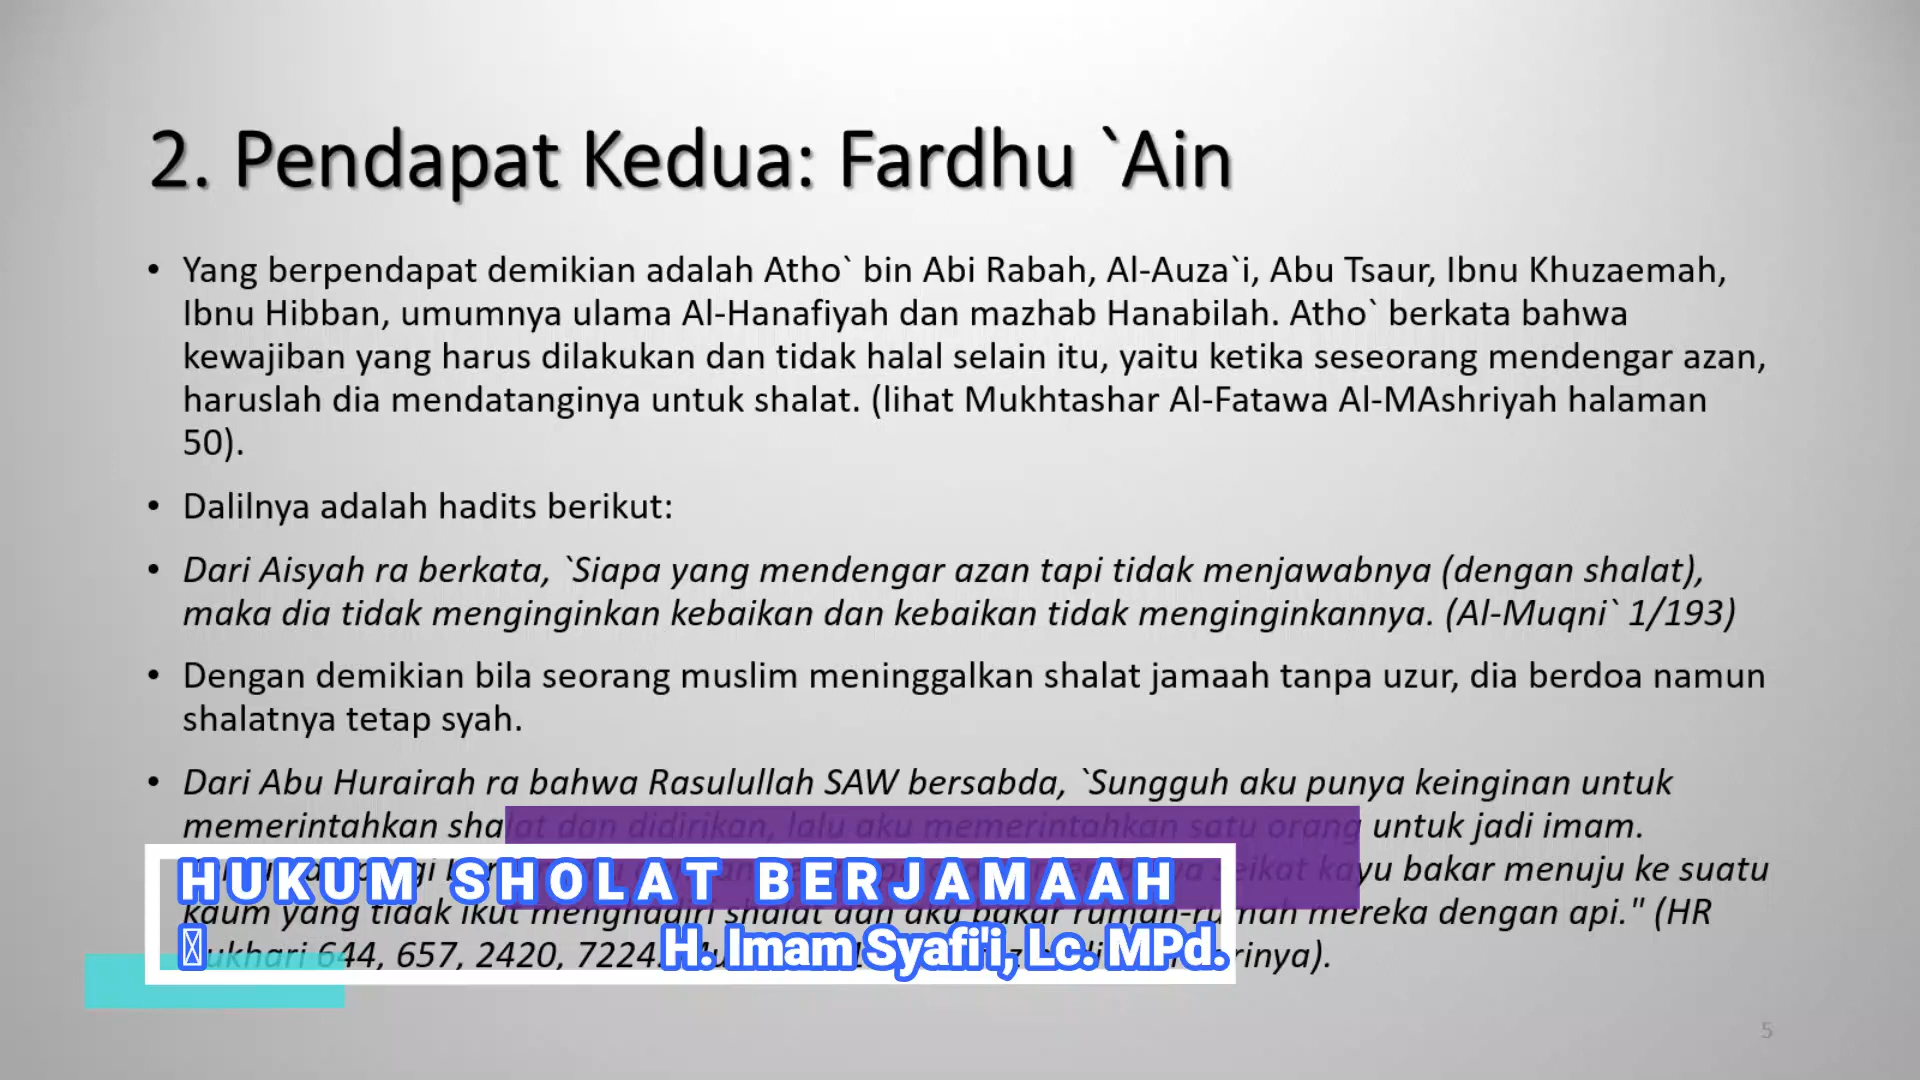 2. Pendapat Kedua: Fardhu `Ain
• Yang berpendapat demikian adalah Atho` bin Abi Rabah, Al-Auza`i, Abu Tsaur, Ibnu Khuzaemah,
Ibnu Hibban, umumnya ulama Al-Hanafiyah dan mazhab Hanabilah. Atho` berkata bahwa
kewajiban yang harus dilakukan dan tidak halal selain itu, yaitu ketika seseorang mendengar azan,
haruslah dia mendatanginya untuk shalat. (lihat Mukhtashar Al-Fatawa Al-MAshriyah halaman
50).
• Dalilnya adalah hadits berikut:
• Dari Aisyah ra berkata, `Siapa yang mendengar azan tapi tidak menjawabnya (dengan shalat),
maka dia tidak menginginkan kebaikan dan kebaikan tidak menginginkannya. (Al-Muqni` 1/193)
• Dengan demikian bila seorang muslim meninggalkan shalat jamaah tanpa uzur, dia berdoa namun
shalatnya tetap syah.
• Dari Abu Hurairah ra bahwa Rasulullah SAW bersabda, `Sungguh aku punya keinginan untuk
memerintahkan shalat dan didirikan, lalu aku memerintahkan satu orang untuk jadi imam.
seikat kayu bakar menuju ke suatu
HUKUM SHOLAT BERJAMAAH
kaum yang tidak ikut menghadiri shalat dan aku bakar rumah-rumah mereka dengan api." (HR
644, 657, 2420, 7224.
H. Imam Syafi'i, Lc. MPd.
5